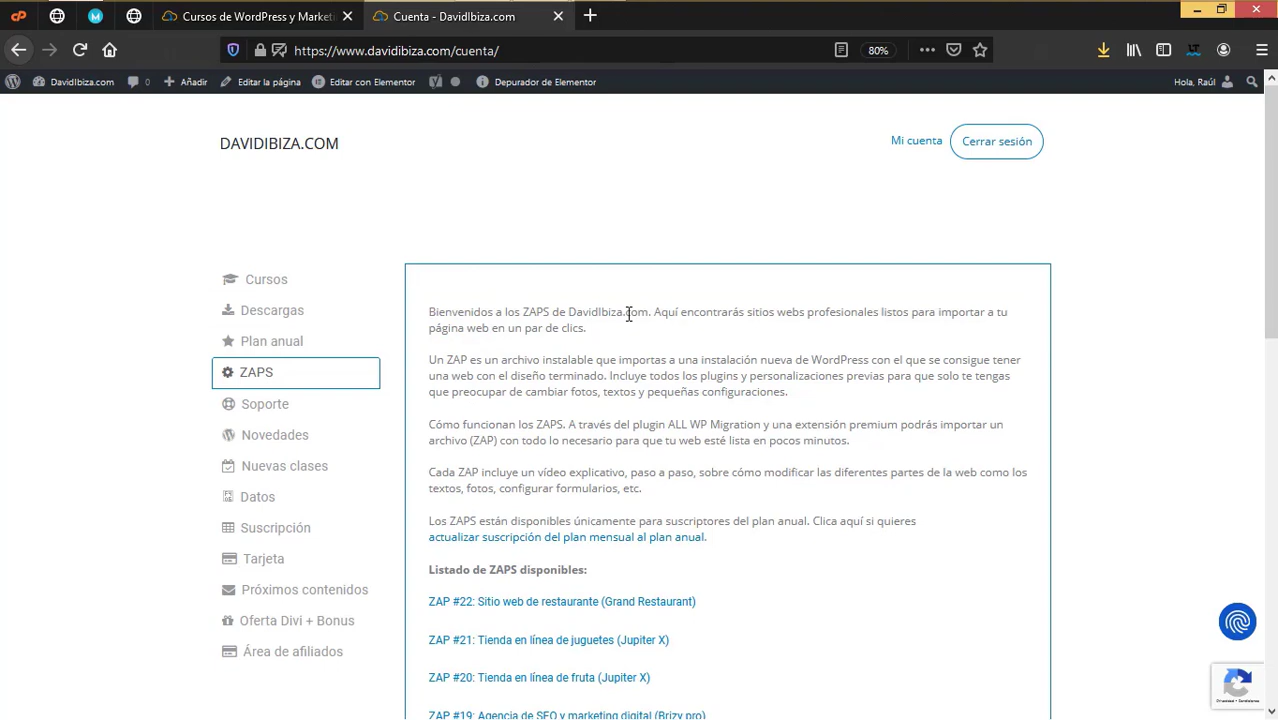 Cursos de WordPress y Market
Cuenta - DavidIbiza.com
https://www.davidibiza.com/cuenta/
80%
DavidIbiza.com
0
Añadir
Editar la página
Editar con Elementor
Depurador de Elementor
Hola, Raúl
DAVIDIBIZA.COM
Mi cuenta
Cerrar sesión
Cursos
Descargas
Plan anual
ZAPS
Soporte
Novedades
Nuevas clases
Datos
Suscripción
Tarjeta
Próximos contenidos
Oferta Divi + Bonus
Área de afiliados
Bienvenidos a los ZAPS de DavidIbiza.com. Aquí encontrarás sitios webs profesionales listos para importar a tu
página web en un par de clics.
Un ZAP es un archivo instalable que importas a una instalación nueva de WordPress con el que se consigue tener
una web con el diseño terminado. Incluye todos los plugins y personalizaciones previas para que solo te tengas
que preocupar de cambiar fotos, textos y pequeñas configuraciones.
Cómo funcionan los ZAPS. A través del plugin ALL WP Migration y una extensión premium podrás importar un
archivo (ZAP) con todo lo necesario para que tu web esté lista en pocos minutos.
Cada ZAP incluye un vídeo explicativo, paso a paso, sobre cómo modificar las diferentes partes de la web como los
textos, fotos, configurar formularios, etc.
Los ZAPS están disponibles únicamente para suscriptores del plan anual. Clica aquí si quieres
actualizar suscripción del plan mensual al plan anual.
Listado de ZAPS disponibles:
ZAP #22: Sitio web de restaurante (Grand Restaurant)
ZAP #21: Tienda en línea de juguetes (Jupiter X)
ZAP #20: Tienda en línea de fruta (Jupiter X)
ZAP #19: Agencia de SEO y marketing digital (Brizy pro)
Privacidad - Condiciones